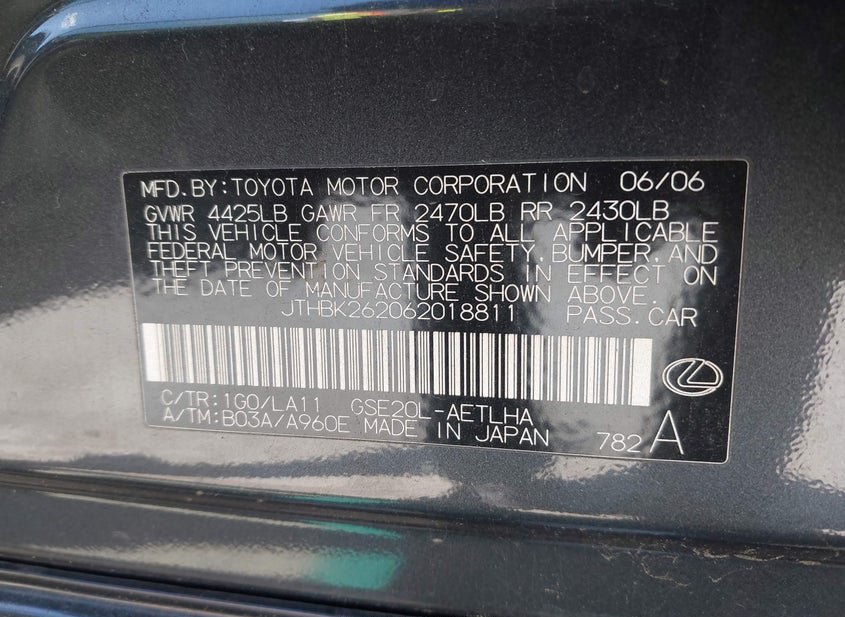 MFD.BY:TOYOTA MOTOR CORPORATION 06/06
GVWR 4425LB GAWR FR 2470LB RR 2430LB
THIS VEHICLE CONFORMS TO ALL APPLICABLE
FEDERAL MOTOR VEHICLE SAFETY,BUMPER,AND
THEFT PREVENTION STANDARDS IN EFFECT ON
THE DATE OF MANUFACTURE SHOWN ABOVE.
JTHBK262062018811 PASS.CAR
C/TR:1G0/LA11 GSE20L-AETLHA
A/TM:B03A/A960E MADE IN JAPAN 782 A